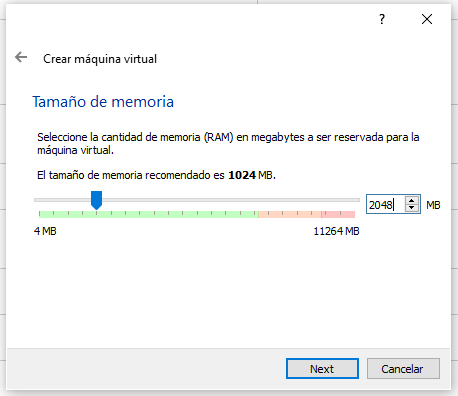 ?
Crear máquina virtual
Tamaño de memoria
Seleccione la cantidad de memoria (RAM) en megabytes a ser reservada para la
máquina virtual.
El tamaño de memoria recomendado es 1024 MB.
2048 MB
4 MB 11264 MB
Next Cancelar